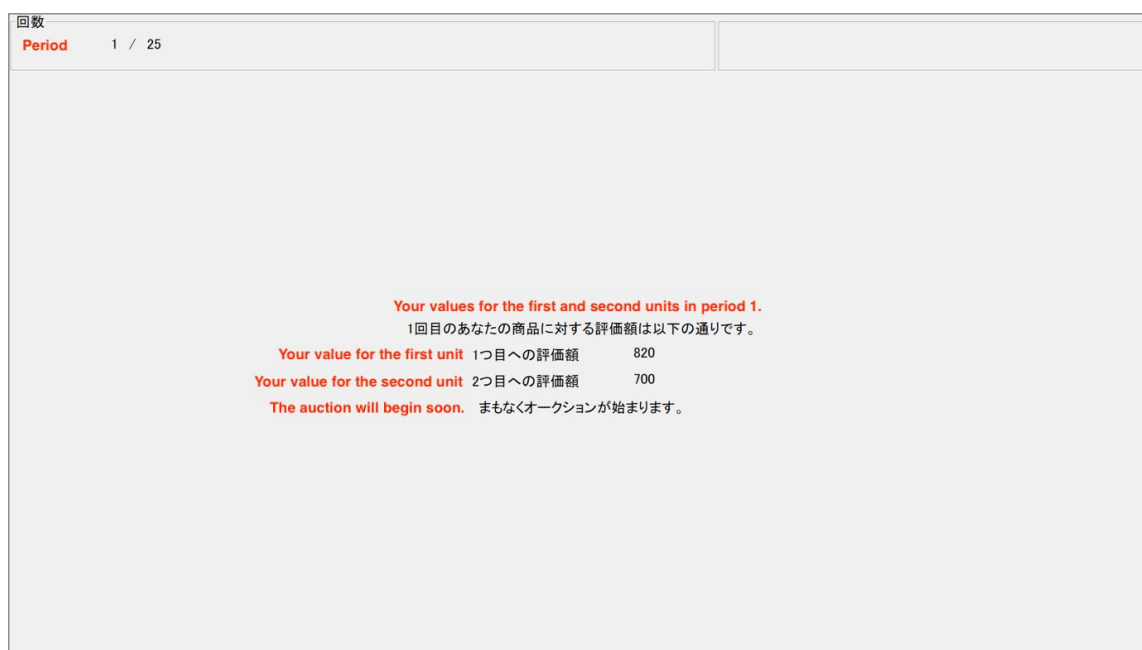 回数
Period 1 / 25
Your values for the first and second units in period 1.
1回目のあなたの商品に対する評価額は以下の通りです。
Your value for the first unit 1つ目への評価額 820
Your value for the second unit 2つ目への評価額 700
The auction will begin soon. まもなくオークションが始まります。